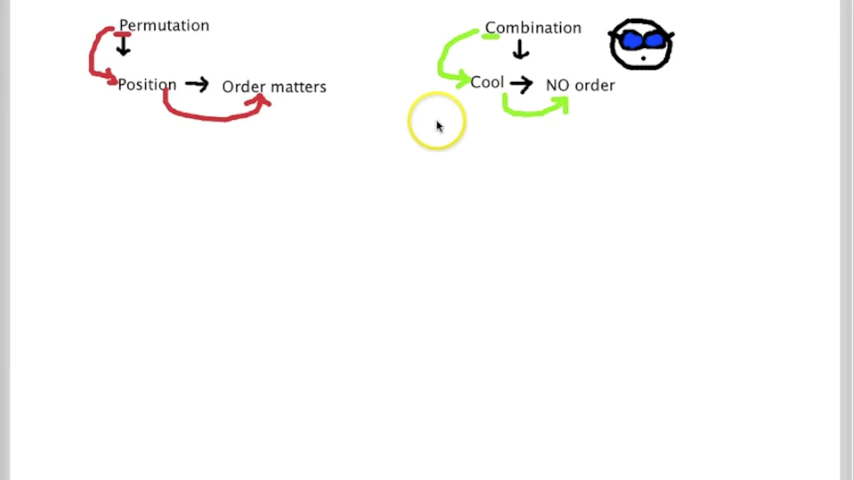 Permutation
Position → Order matters
Combination
Cool → NO order